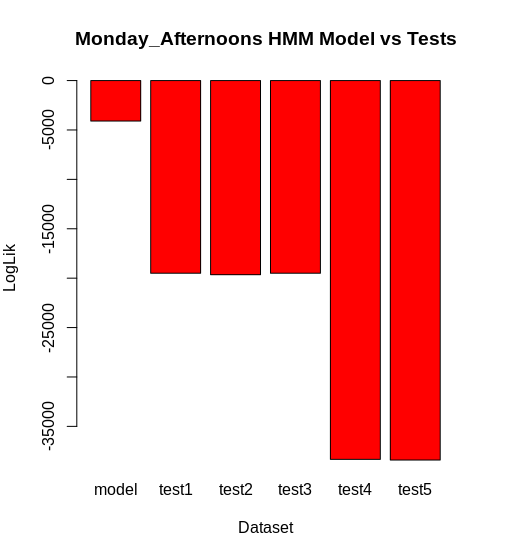 Monday_Afternoons HMM Model vs Tests
LogLik
0
-5000
-15000
-25000
-35000
model test1 test2 test3 test4 test5
Dataset